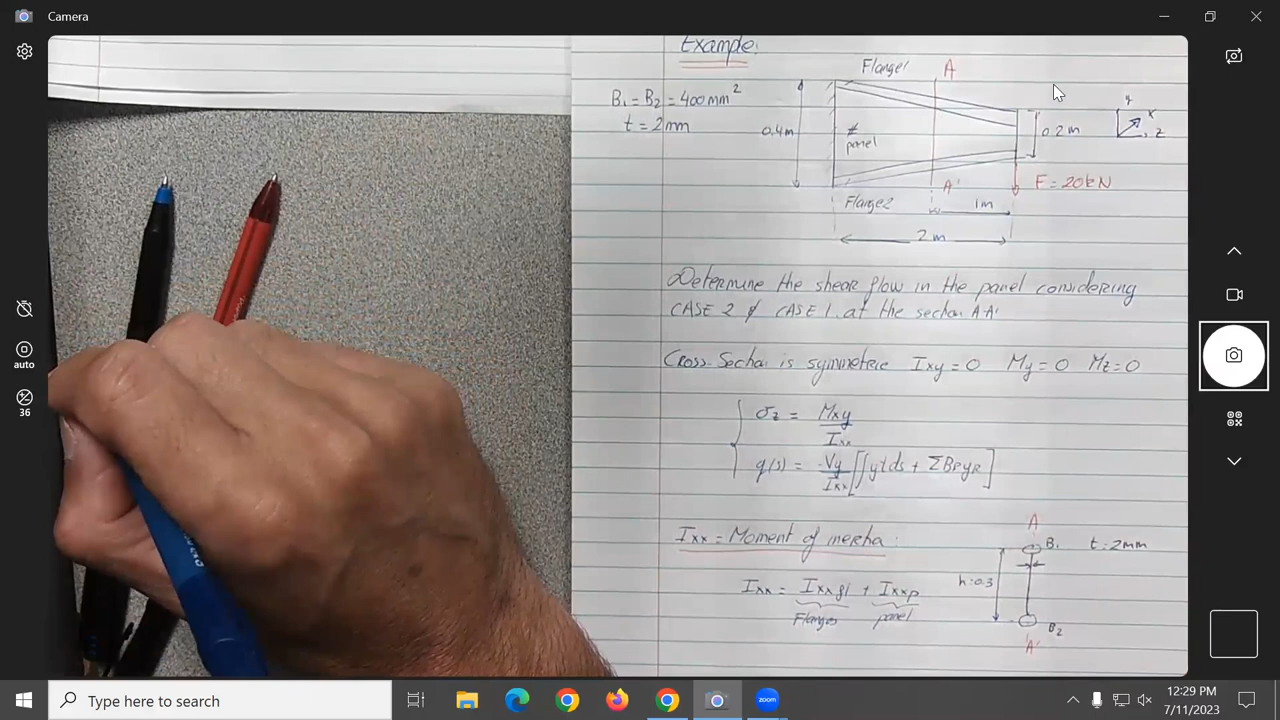 Camera
auto
36
Example:
B1 = B2 = 400 mm²
t = 2mm
Flange1
A
0.4m
panel
0.2m
y
x
z
Flange2
A'
F = 20kN
1m
2m
Determine the shear flow in the panel considering
CASE 2 & CASE 1. at the section A-A'
Cross-Section is symmetric Ixy = 0 My = 0 Mz = 0
σz = Mxy / Ixx
q(s) = -Vy / Ixx [∫ytds + ΣBryr]
Ixx = Moment of inertia:
Ixx = Ixxfl + Ixxp
Flanges panel
A
B1
t: 2mm
h: 0.3
B2
A'
Type here to search
zoom
12:29 PM
7/11/2023